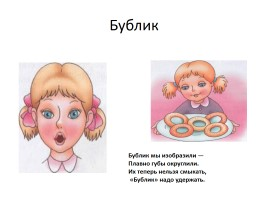 Бублик
Бублик мы изобразили —
Плавно губы округлили.
Их теперь нельзя смыкать,
«Бублик» надо удержать.